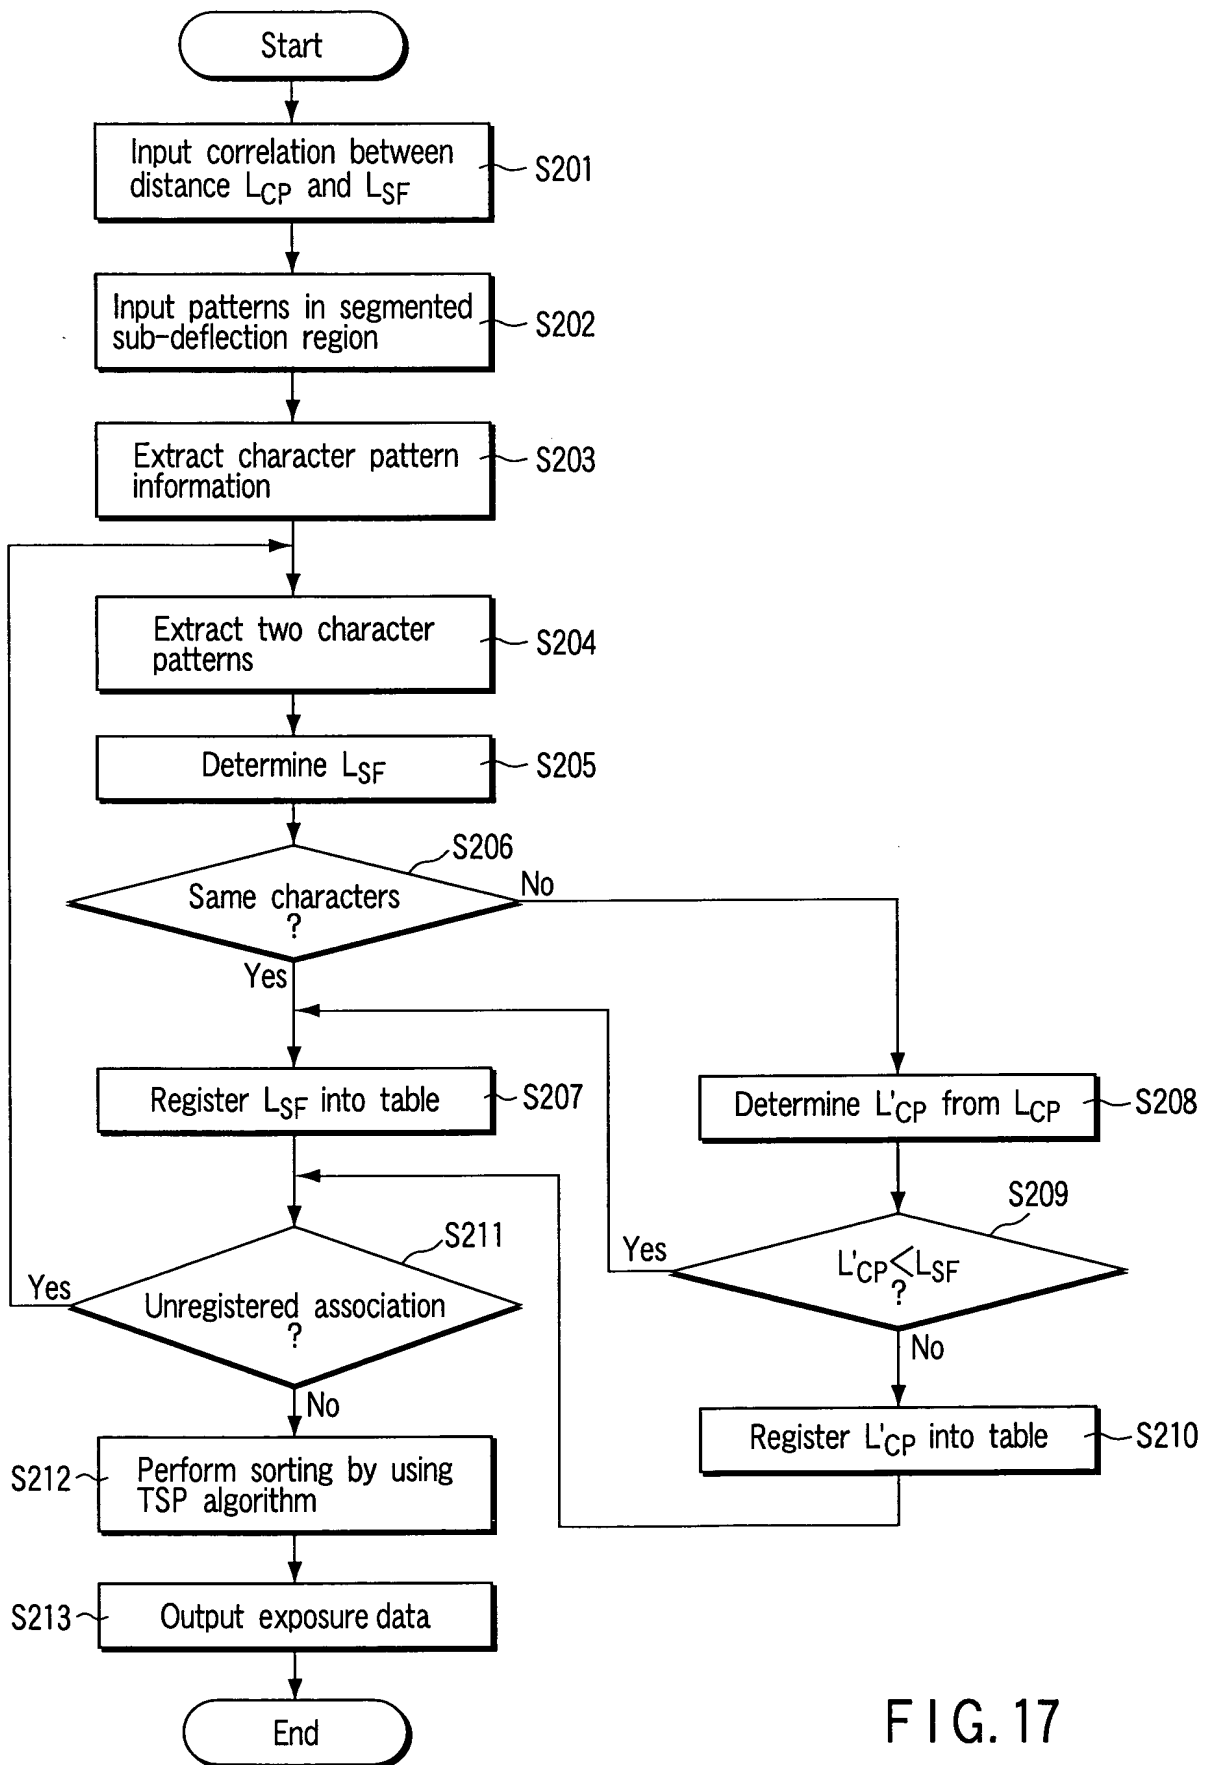 Start
Input correlation between
distance LCP and LSF
S201
Input patterns in segmented
sub-deflection region
S202
Extract character pattern
information
S203
Extract two character
patterns
S204
Determine LSF
S205
S206
Same characters
?
No
Yes
Register LSF into table
S207
Determine L'CP from LCP
S208
S209
L'CP<LSF
?
Yes
No
Register L'CP into table
S210
S211
Unregistered association
?
Yes
No
S212
Perform sorting by using
TSP algorithm
S213
Output exposure data
End
FIG. 17